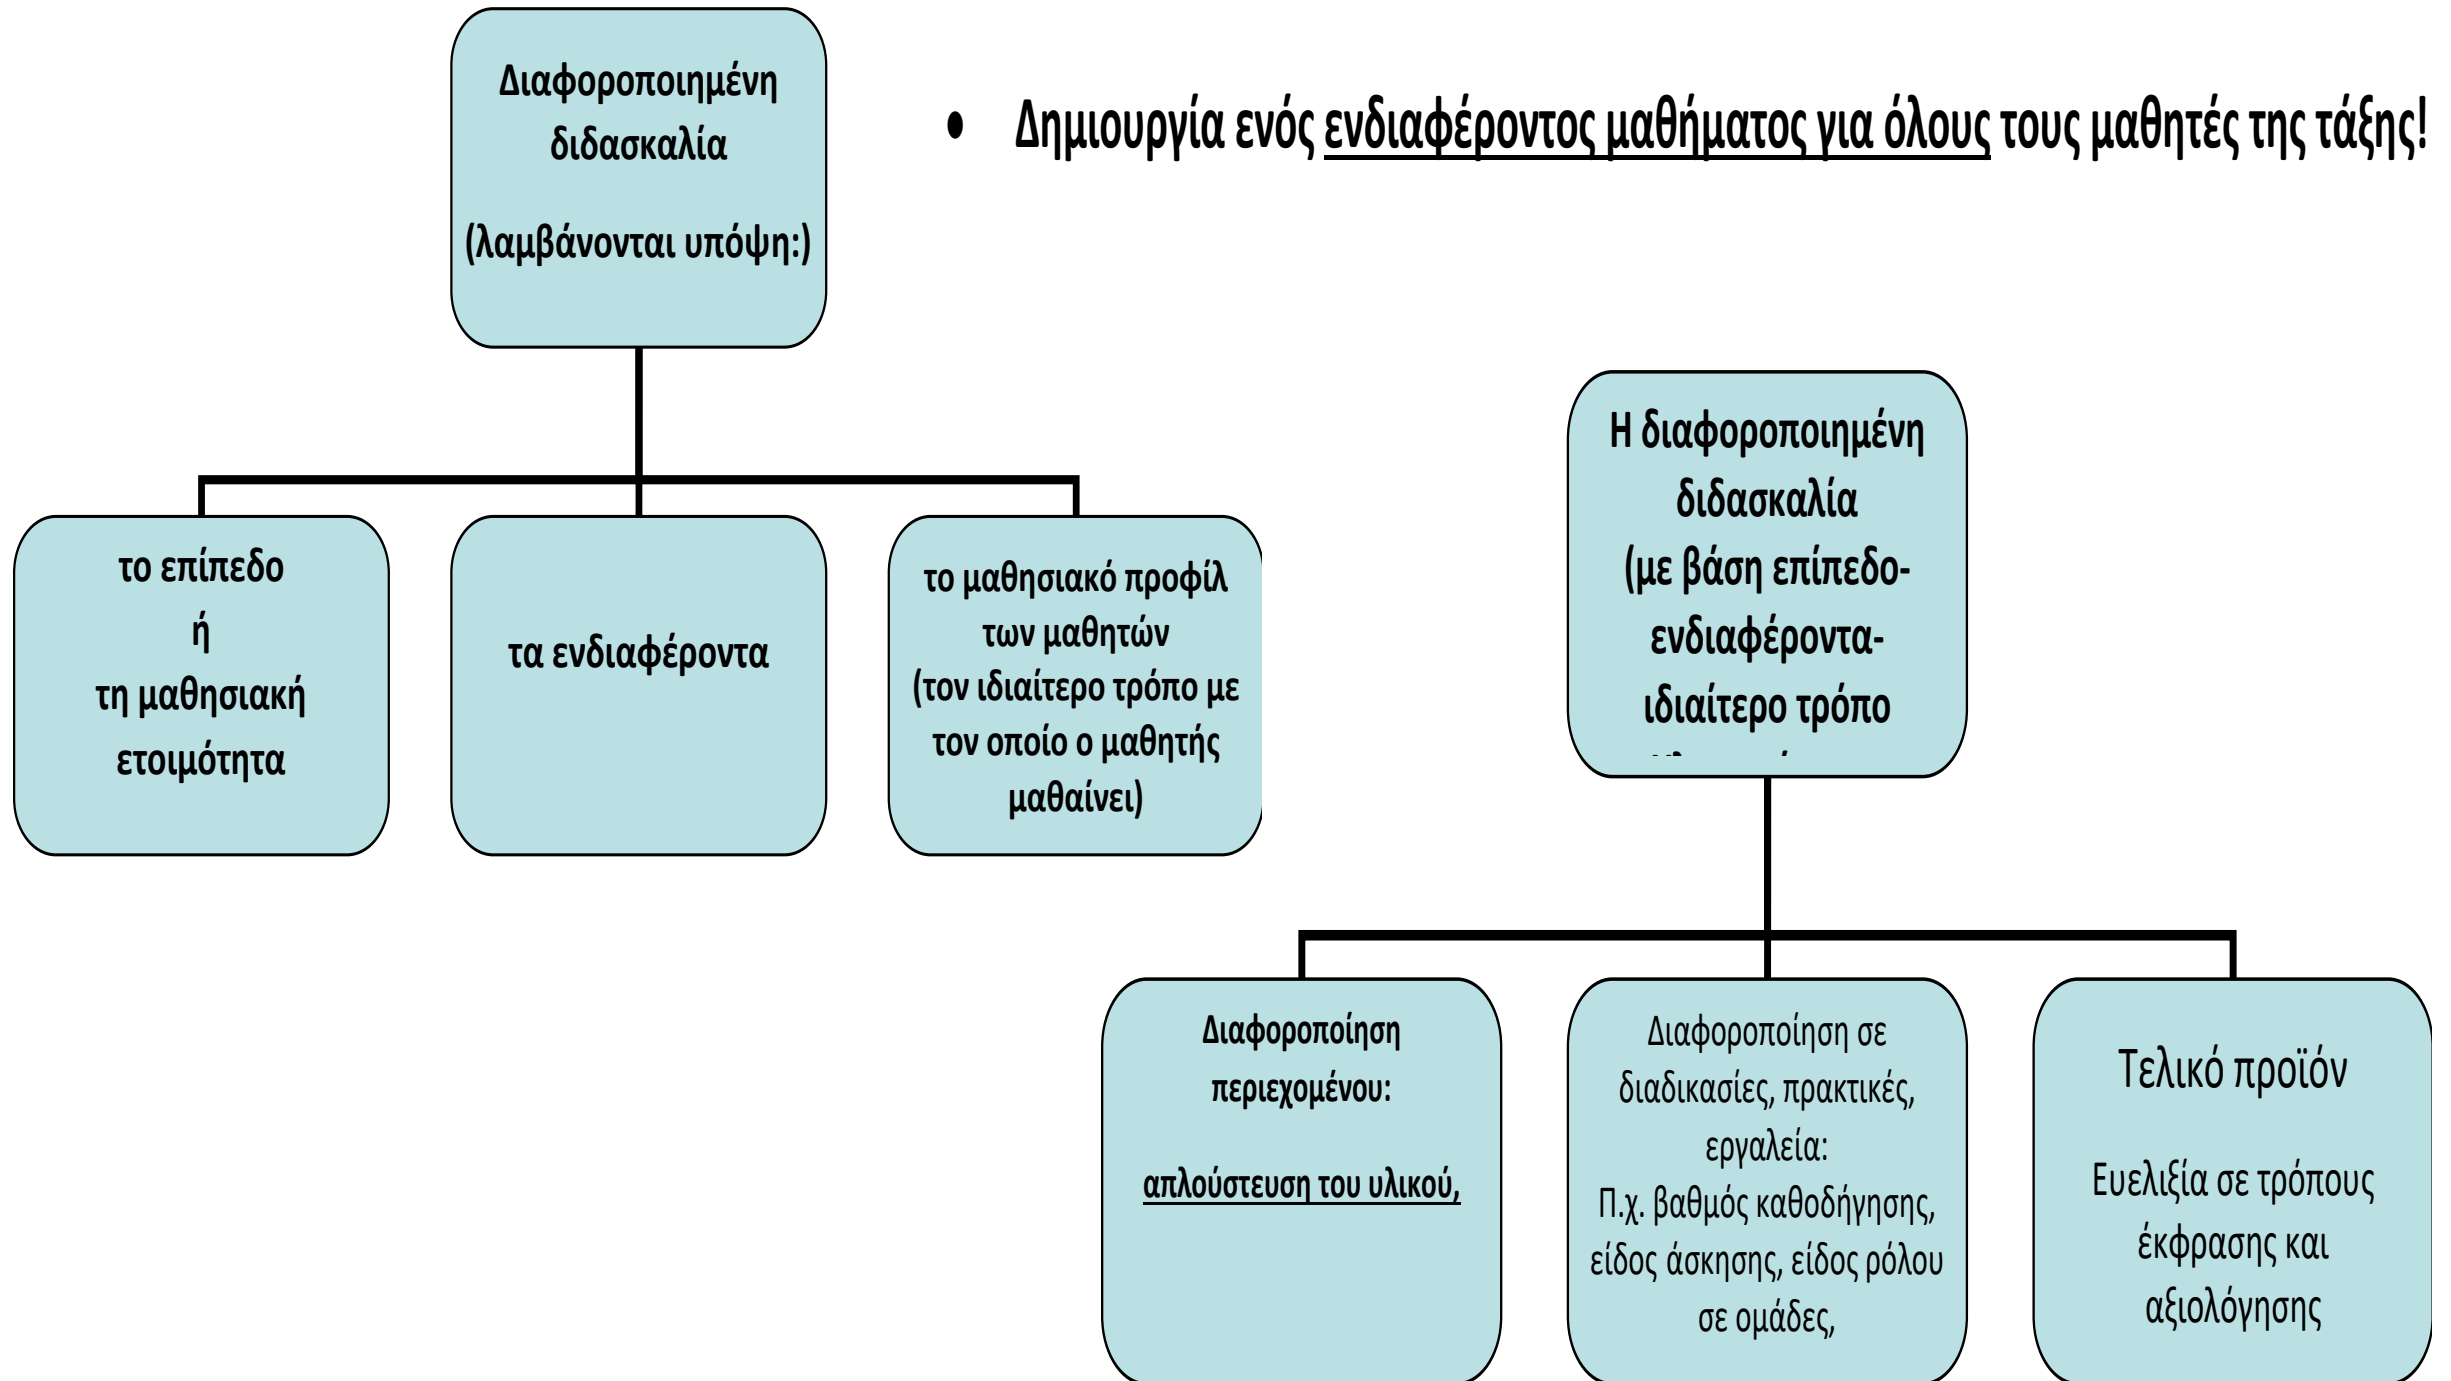 Διαφοροποιημένη
διδασκαλία
(λαμβάνονται υπόψη:)
• Δημιουργία ενός ενδιαφέροντος μαθήματος για όλους τους μαθητές της τάξης!
το επίπεδο
ή
τη μαθησιακή
ετοιμότητα
τα ενδιαφέροντα
το μαθησιακό προφίλ
των μαθητών
(τον ιδιαίτερο τρόπο με
τον οποίο ο μαθητής
μαθαίνει)
Η διαφοροποιημένη
διδασκαλία
(με βάση επίπεδο-
ενδιαφέροντα-
ιδιαίτερο τρόπο
Διαφοροποίηση
περιεχομένου:
απλούστευση του υλικού,
Διαφοροποίηση σε
διαδικασίες, πρακτικές,
εργαλεία:
Π.χ. βαθμός καθοδήγησης,
είδος άσκησης, είδος ρόλου
σε ομάδες,
Τελικό προϊόν
Ευελιξία σε τρόπους
έκφρασης και
αξιολόγησης